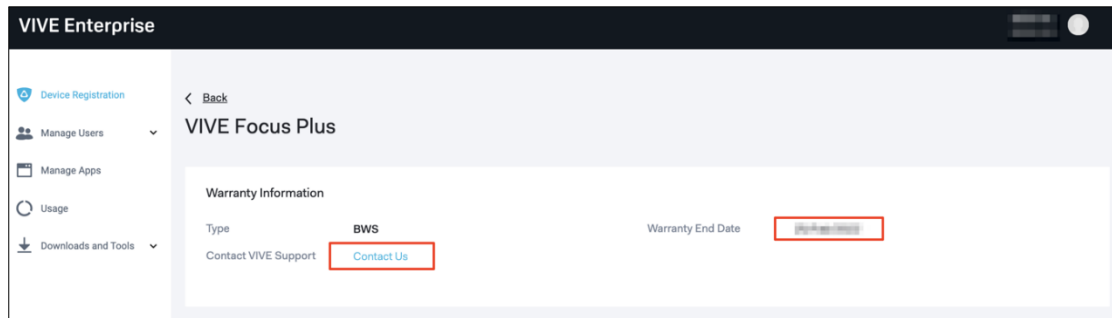 VIVE Enterprise
Device Registration
Manage Users
Manage Apps
Usage
Downloads and Tools
Back
VIVE Focus Plus
Warranty Information
Type BWS Warranty End Date
Contact VIVE Support Contact Us